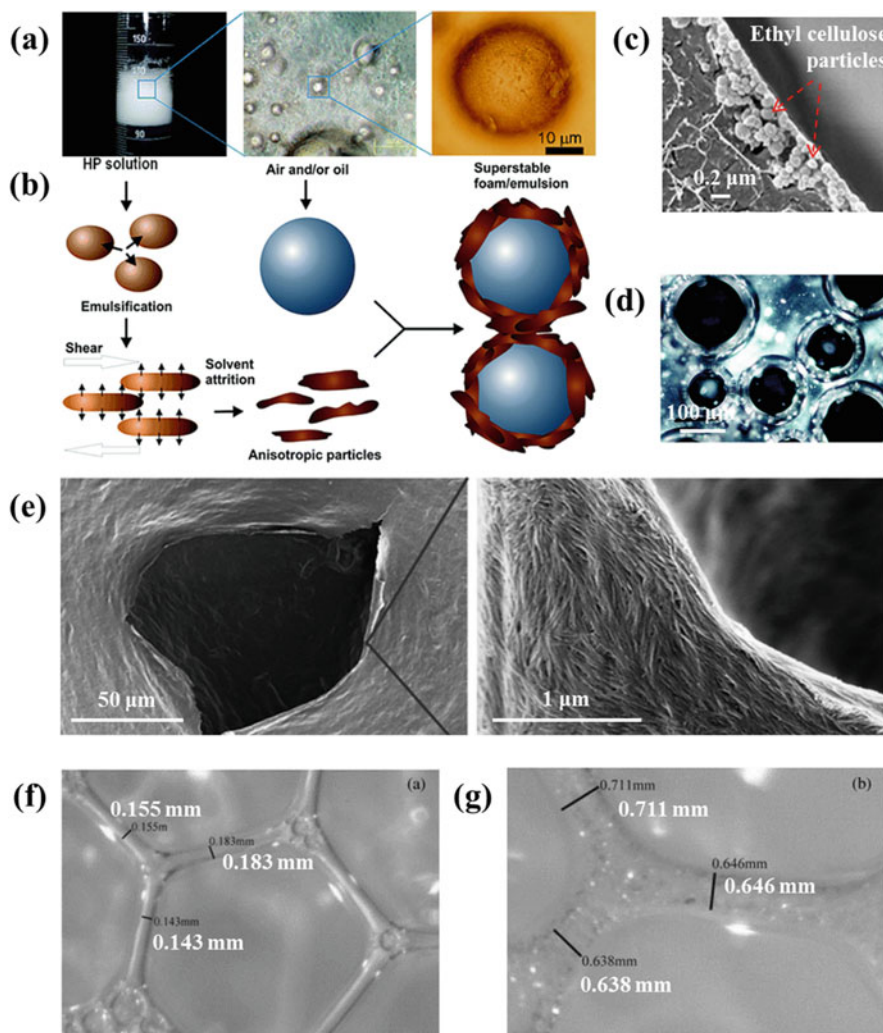 (a)
150
90
10 μm
(b)
HP solution
Air and/or oil
Superstable
foam/emulsion
Emulsification
Shear
Solvent
attrition
Anisotropic particles
(c)
Ethyl cellulose
particles
0.2 μm
(d)
100 μm
(e)
50 μm
1 μm
(f)
(a)
0.155 mm
0.155m
0.183mm
0.183 mm
0.143mm
0.143 mm
(g)
(b)
0.711mm
0.711 mm
0.646mm
0.646 mm
0.638mm
0.638 mm